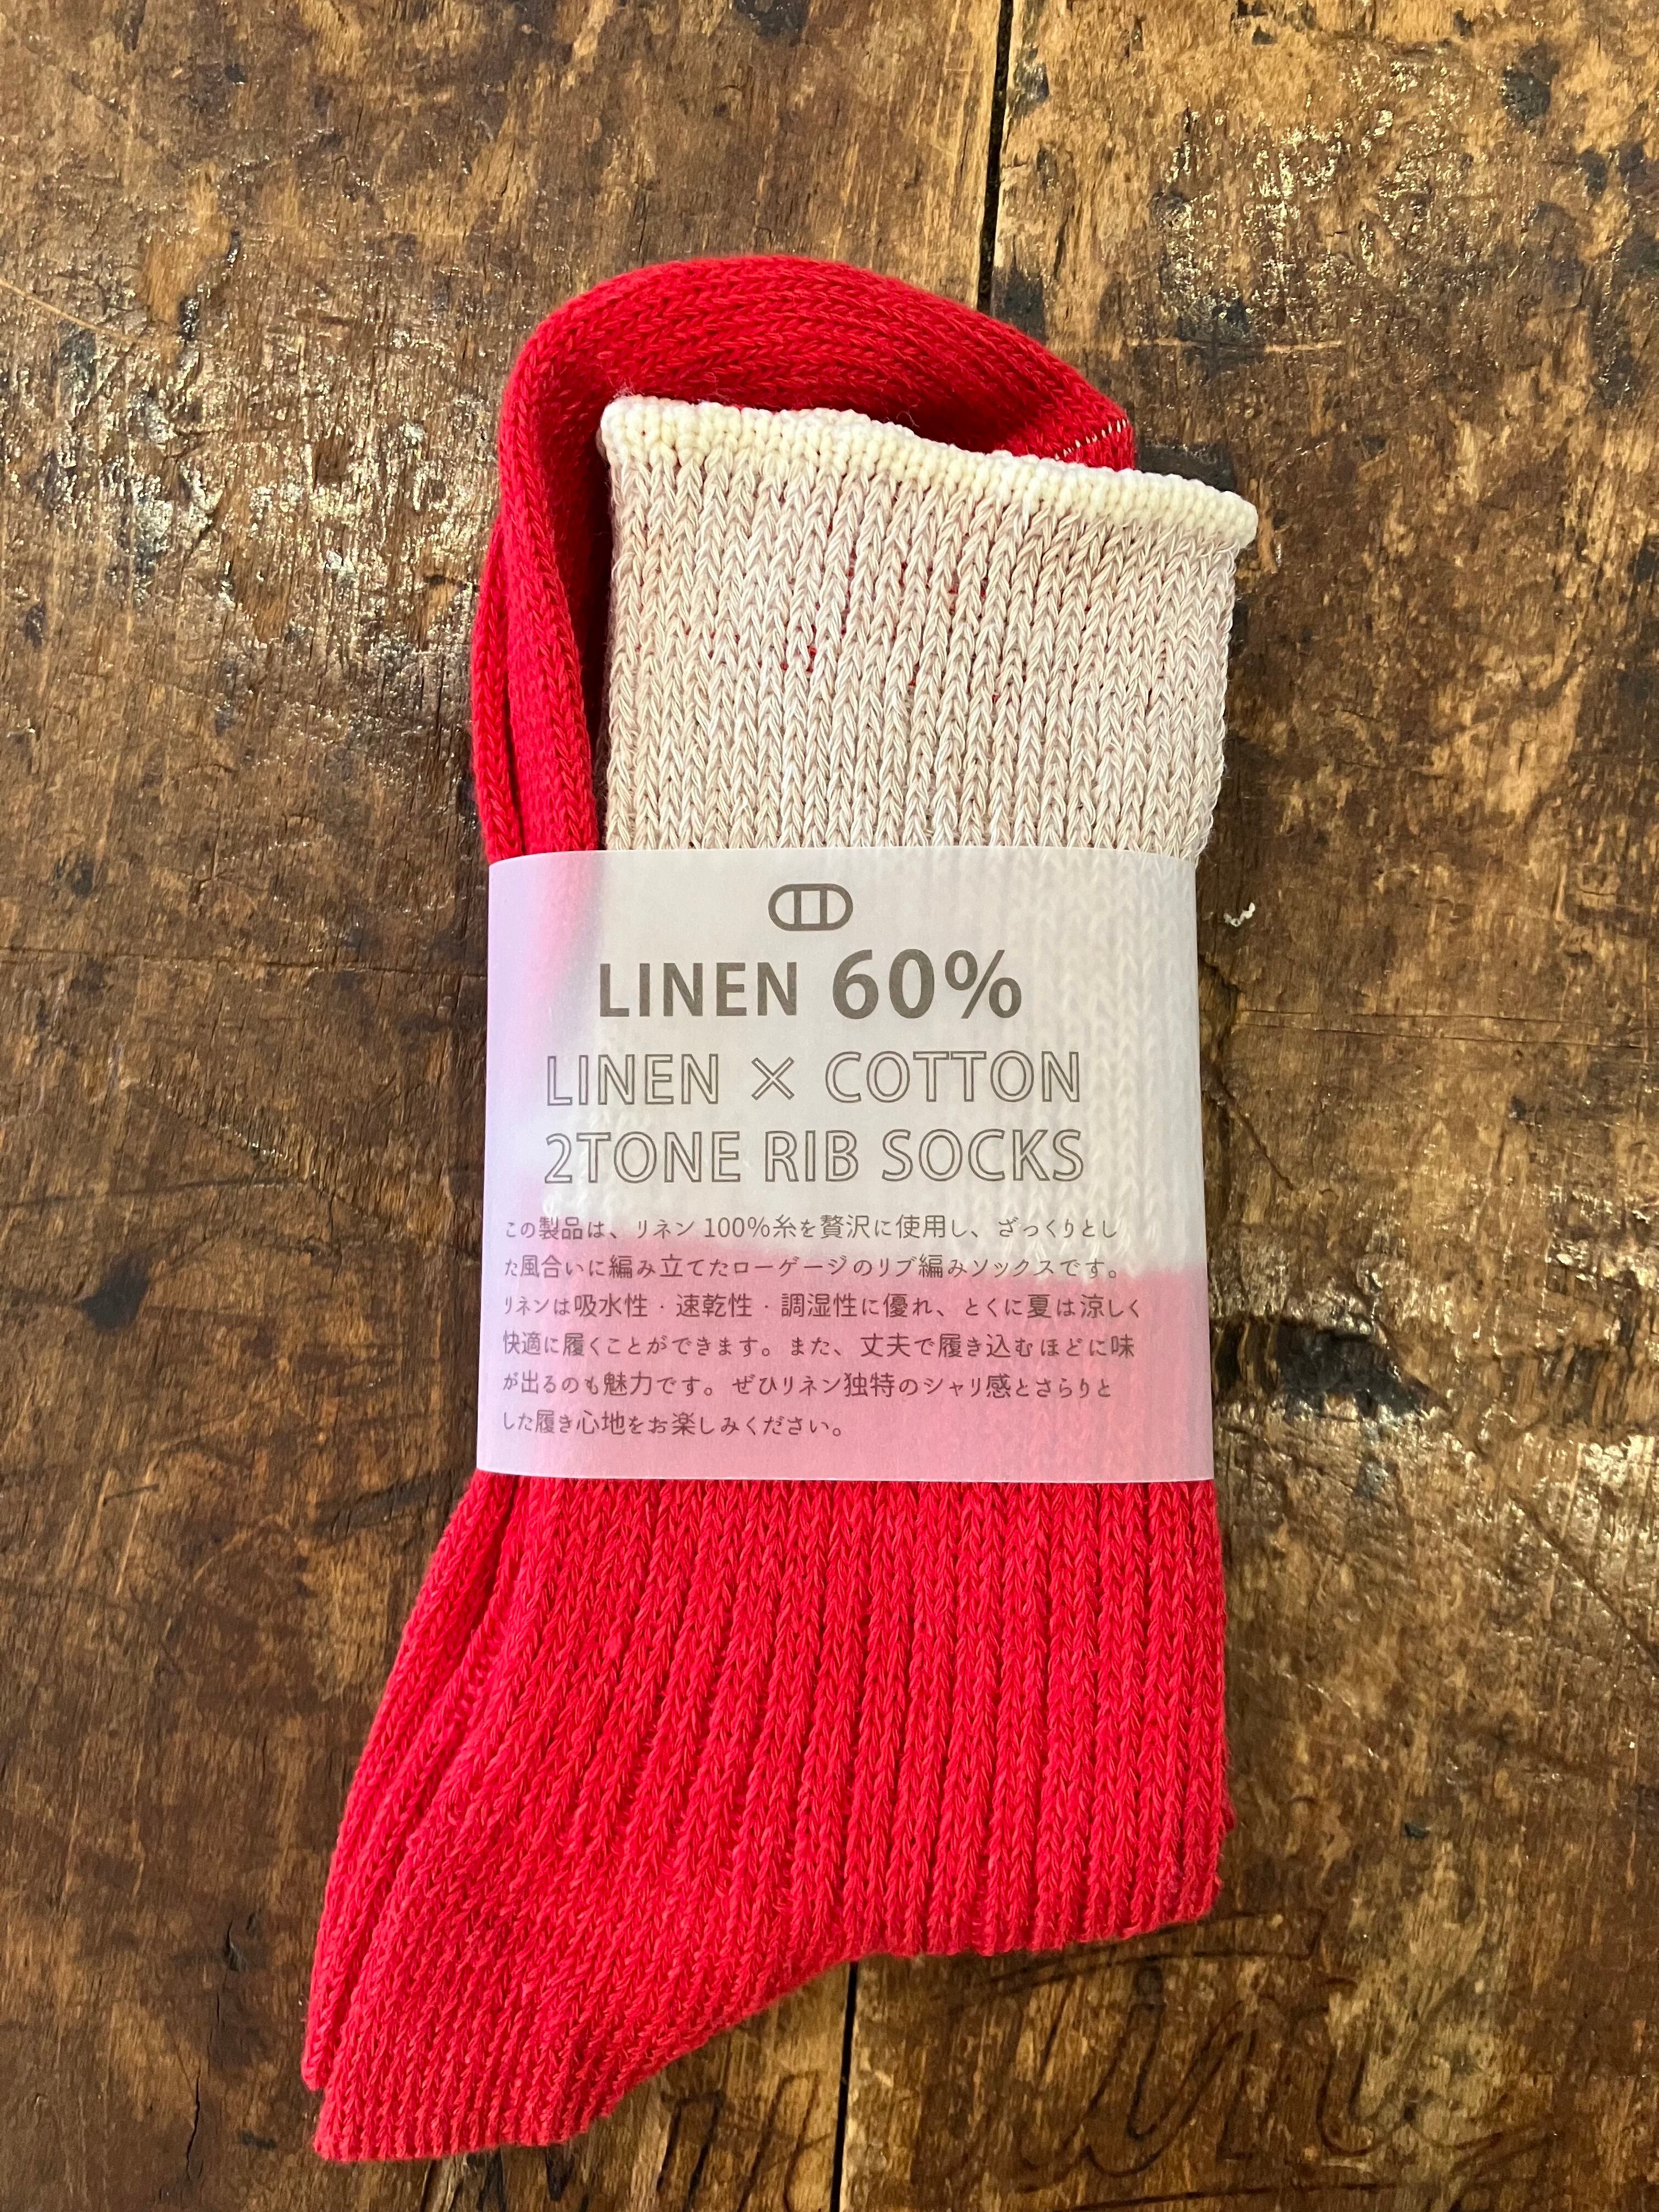 LINEN 60%
LINEN × COTTON
2TONE RIB SOCKS
この製品は、リネン 100%糸を贅沢に使用し、ざっくりとし
た風合いに編み立てたローゲージのリブ編みソックスです。
リネンは吸水性・速乾性・調湿性に優れ、とくに夏は涼しく
快適に履くことができます。また、丈夫で履き込むほどに味
が出るのも魅力です。ぜひリネン独特のシャリ感とさらりと
した履き心地をお楽しみください。